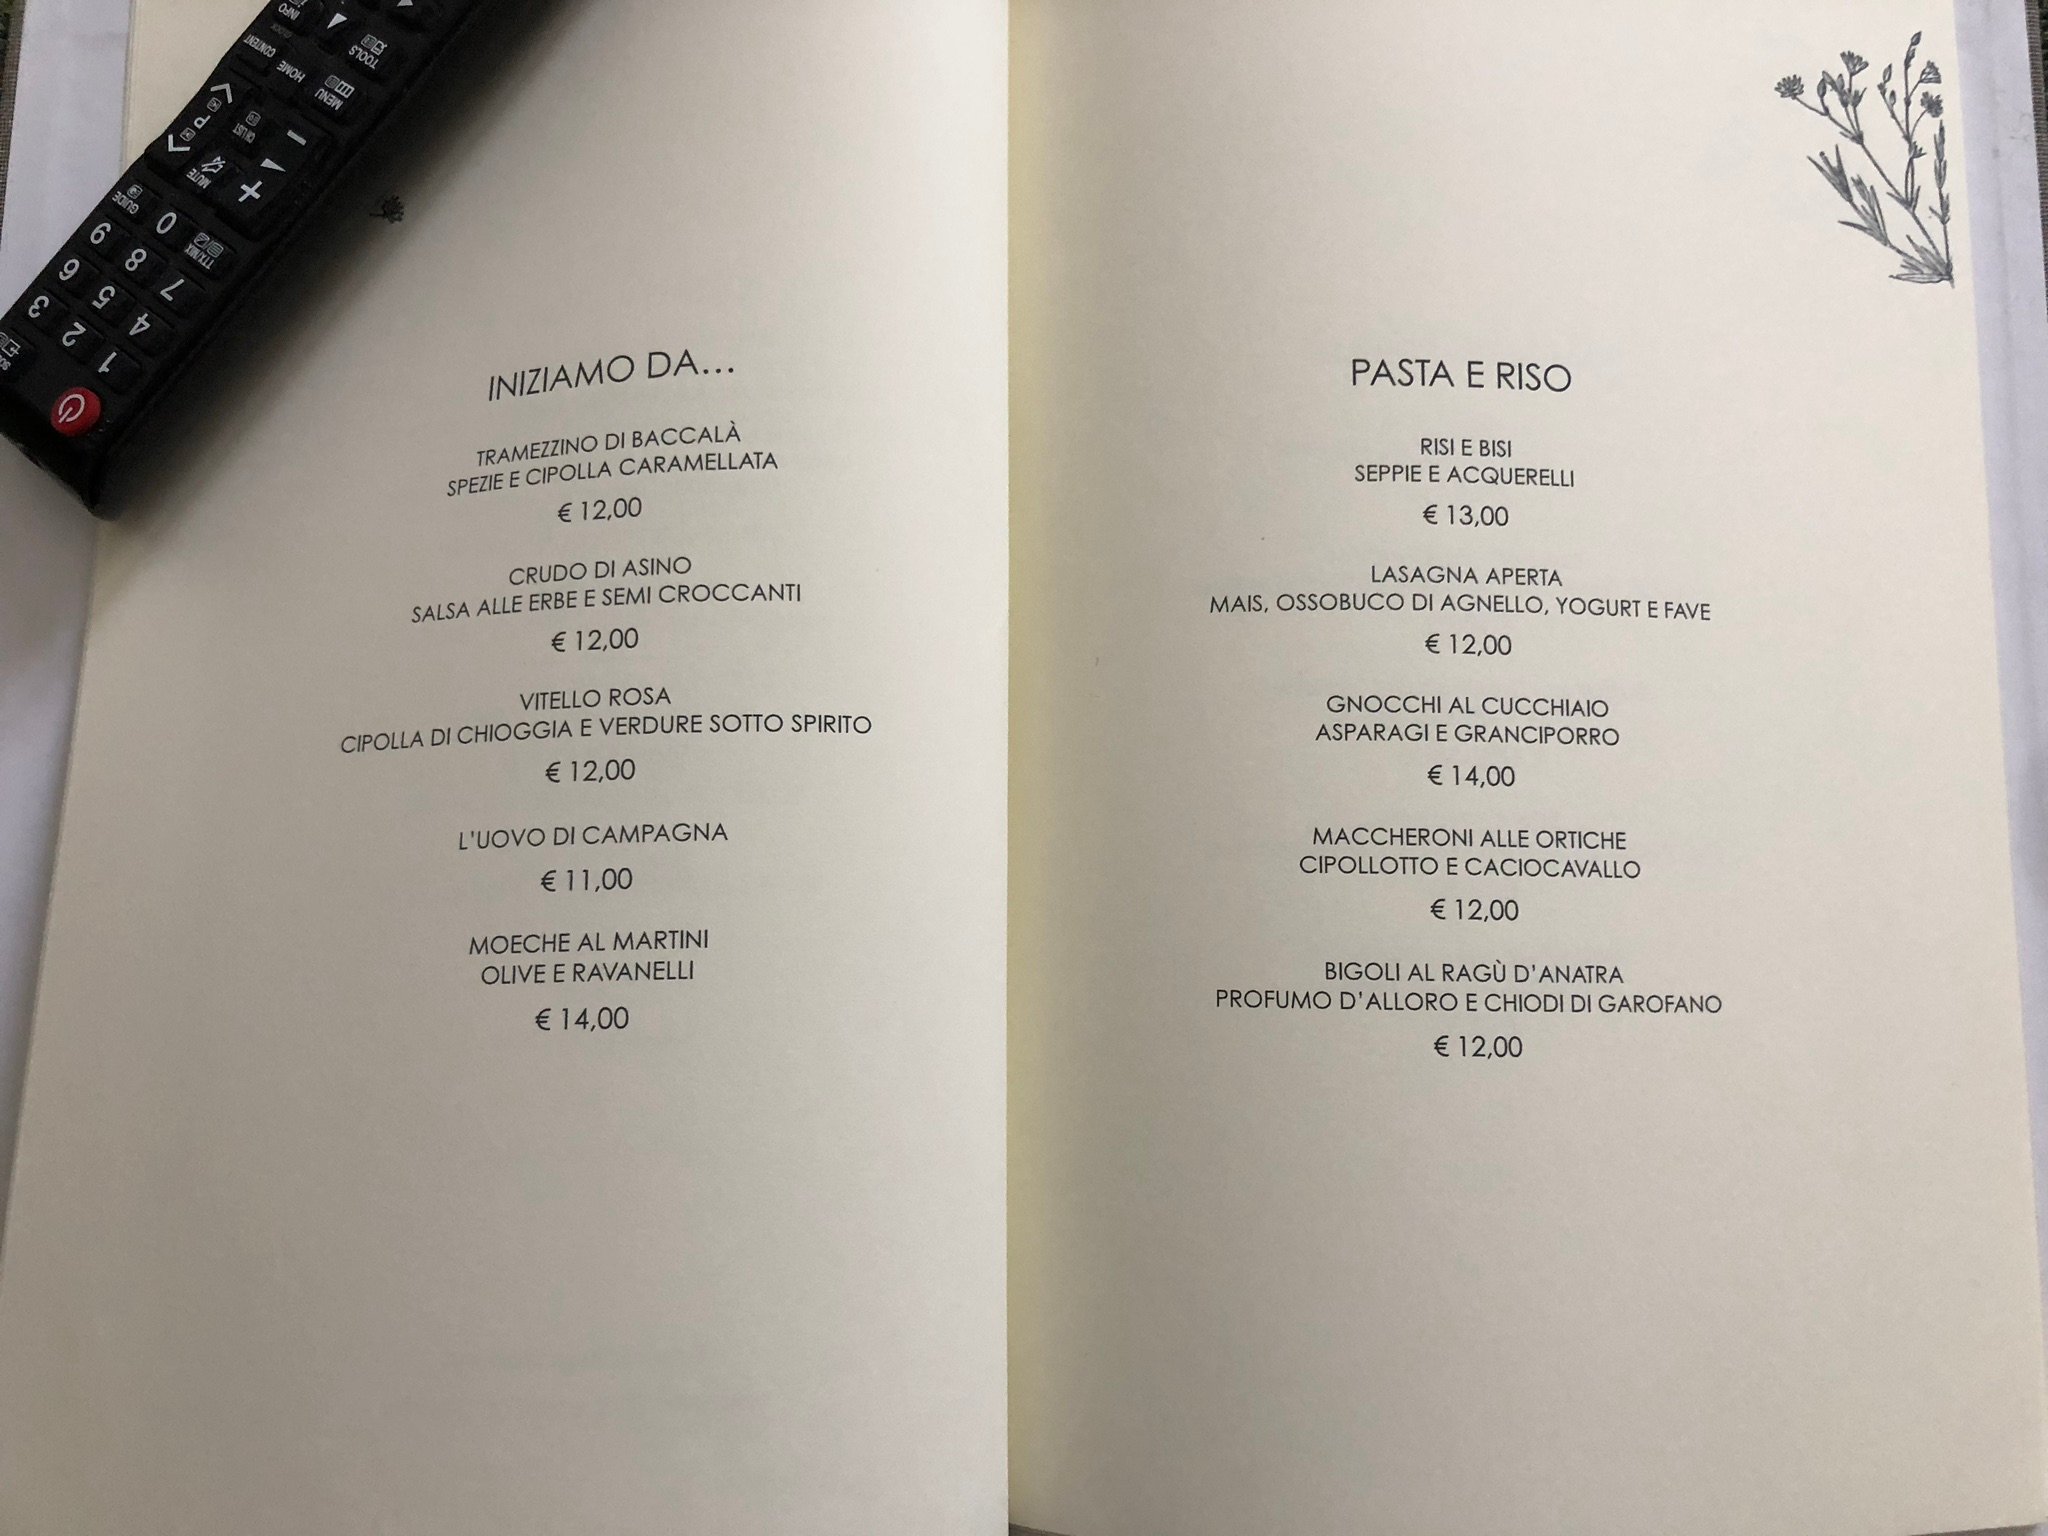 INIZIAMO DA...
TRAMEZZINO DI BACCALÀ
SPEZIE E CIPOLLA CARAMELLATA
€ 12,00
CRUDO DI ASINO
SALSA ALLE ERBE E SEMI CROCCANTI
€ 12,00
VITELLO ROSA
CIPOLLA DI CHIOGGIA E VERDURE SOTTO SPIRITO
€ 12,00
L'UOVO DI CAMPAGNA
€ 11,00
MOECHE AL MARTINI
OLIVE E RAVANELLI
€ 14,00
PASTA E RISO
RISI E BISI
SEPPIE E ACQUERELLI
€ 13,00
LASAGNA APERTA
MAIS, OSSOBUCO DI AGNELLO, YOGURT E FAVE
€ 12,00
GNOCCHI AL CUCCHIAIO
ASPARAGI E GRANCIPORRO
€ 14,00
MACCHERONI ALLE ORTICHE
CIPOLLOTTO E CACIOCAVALLO
€ 12,00
BIGOLI AL RAGÙ D'ANATRA
PROFUMO D'ALLORO E CHIODI DI GAROFANO
€ 12,00
1 2 3
4 5 6
7 8 9
TTX/MIX 0 GUIDE
+ MUTE P
− CH LIST
MENU HOME CONTENT
TOOLS INFO